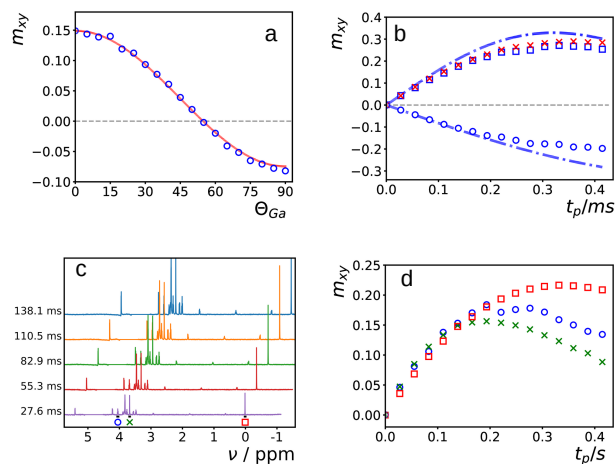 a
m_xy
0.15
0.10
0.05
0.00
−0.05
−0.10
0 15 30 45 60 75 90
Θ_Ga
b
m_xy
0.4
0.3
0.2
0.1
0.0
−0.1
−0.2
−0.3
0.0 0.1 0.2 0.3 0.4
t_p/ms
c
138.1 ms
110.5 ms
82.9 ms
55.3 ms
27.6 ms
5 4 3 2 1 0 −1
ν / ppm
d
m_xy
0.25
0.20
0.15
0.10
0.05
0.00
0.0 0.1 0.2 0.3 0.4
t_p/s